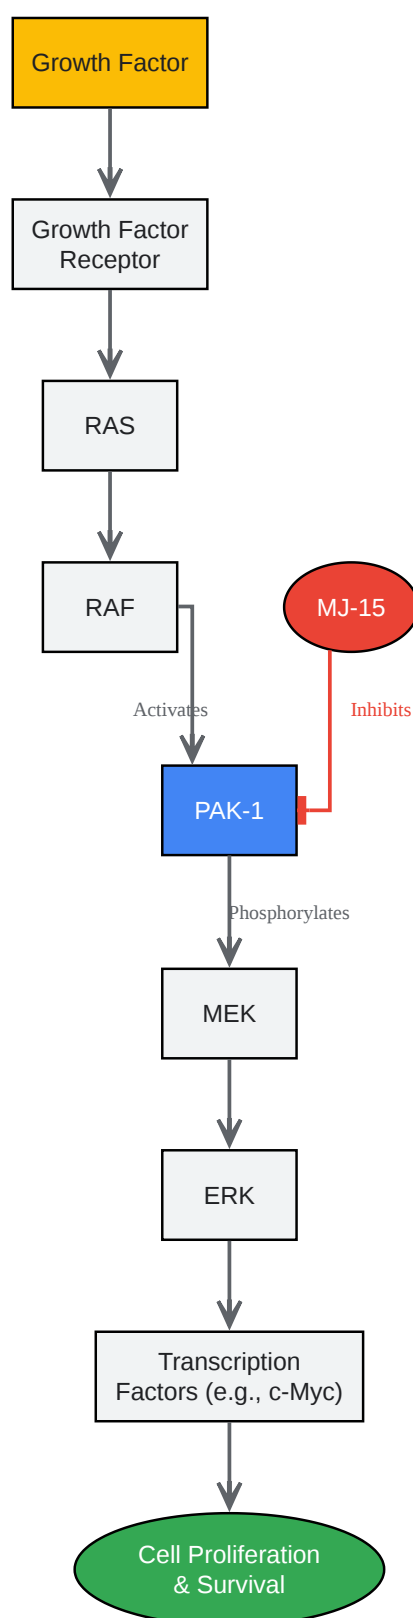 Growth Factor
Growth Factor
Receptor
RAS
RAF
MJ-15
Activates
Inhibits
PAK-1
Phosphorylates
MEK
ERK
Transcription
Factors (e.g., c-Myc)
Cell Proliferation
& Survival